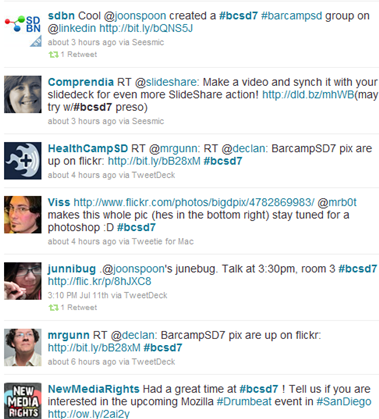 SD
BN
sdbn Cool @joonspoon created a #bcsd7 #barcampsd group on
@linkedin http://bit.ly/bQNS5J
about 3 hours ago via Seesmic
1 Retweet
Comprendia RT @slideshare: Make a video and synch it with your
slidedeck for even more SlideShare action! http://dld.bz/mhWB(may
try w/#bcsd7 preso)
about 3 hours ago via Seesmic
HealthCampSD RT @mrgunn: RT @declan: BarcampSD7 pix are
up on flickr: http://bit.ly/bB28xM #bcsd7
about 4 hours ago via TweetDeck
Viss http://www.flickr.com/photos/bigdpix/4782869983/ @mrb0t
makes this whole pic (hes in the bottom right) stay tuned for a
photoshop :D #bcsd7
about 4 hours ago via Tweetie for Mac
junnibug .@joonspoon's junebug. Talk at 3:30pm, room 3 #bcsd7
http://flic.kr/p/8hJXC8
3:10 PM Jul 11th via TweetDeck
1 Retweet
mrgunn RT @declan: BarcampSD7 pix are up on flickr:
http://bit.ly/bB28xM #bcsd7
about 6 hours ago via TweetDeck
NEW
MEDIA
RIGHTS
NewMediaRights Had a great time at #bcsd7 ! Tell us if you are
interested in the upcoming Mozilla #Drumbeat event in #SanDiego
http://ow.ly/2ai2y